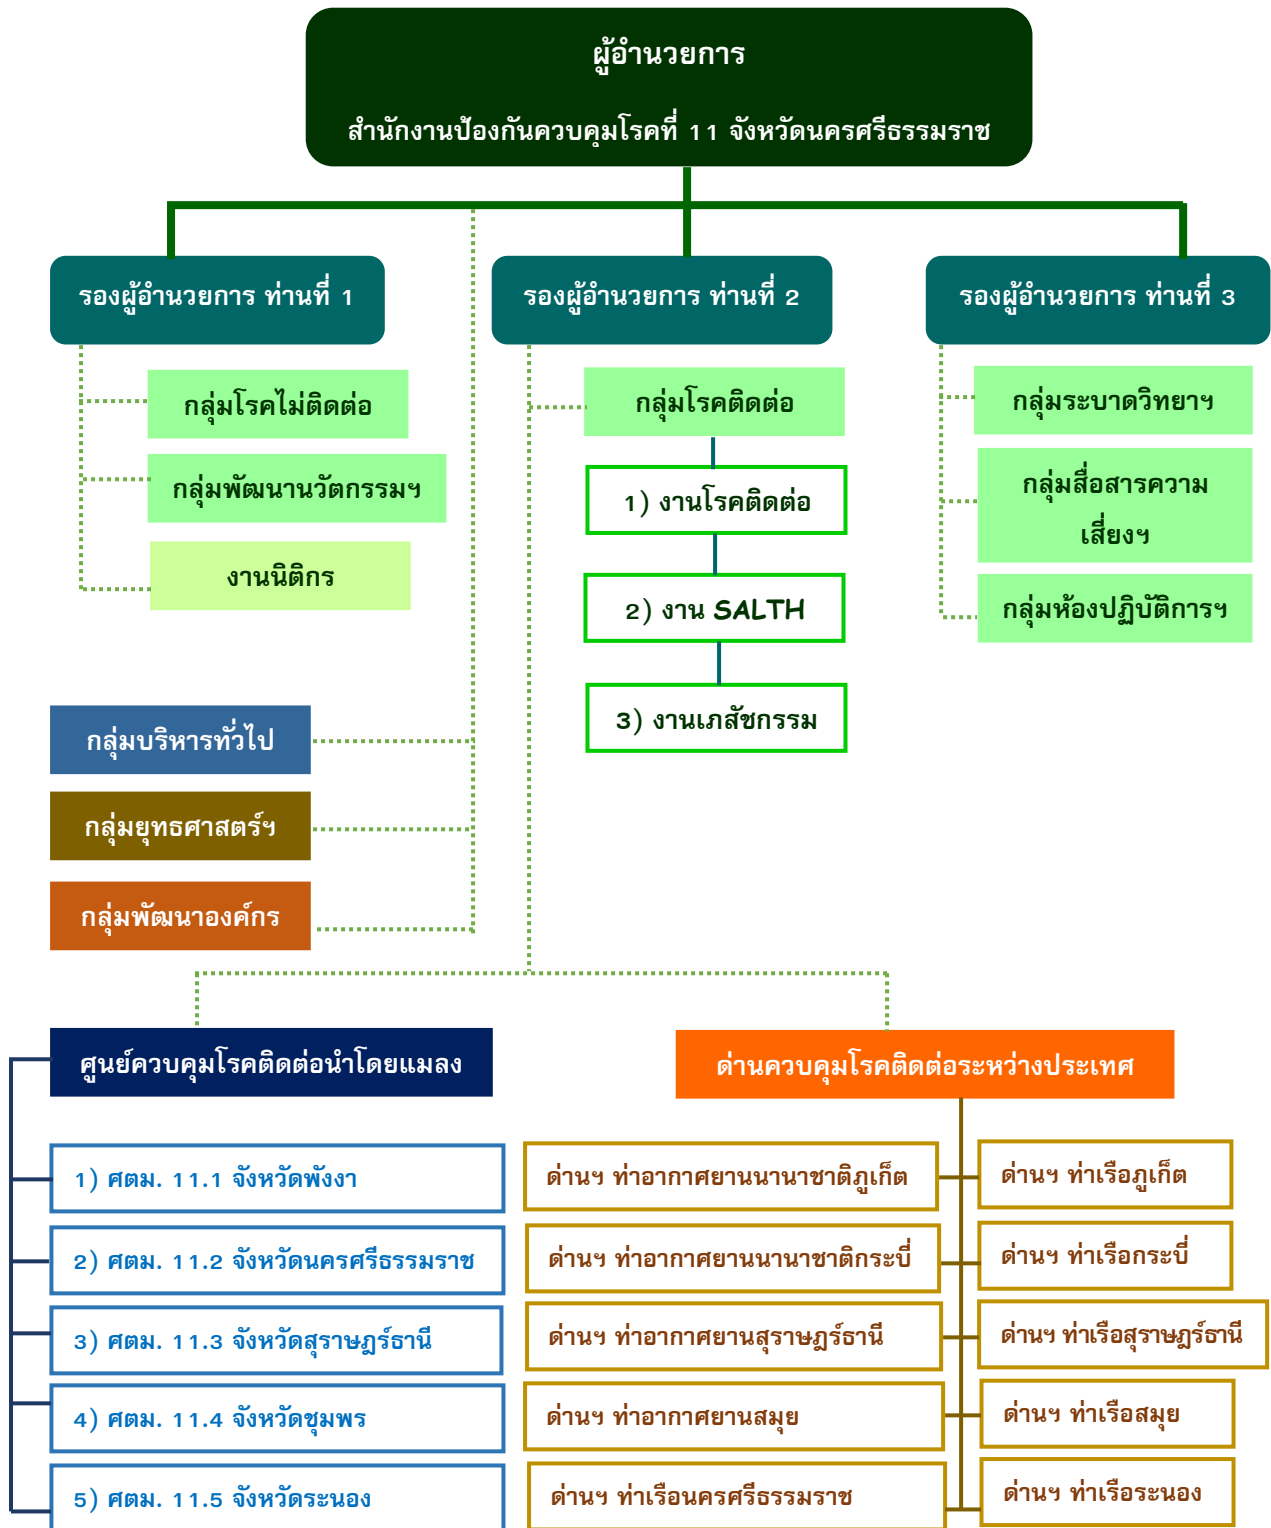 ผู้อำนวยการ
สำนักงานป้องกันควบคุมโรคที่ 11 จังหวัดนครศรีธรรมราช
รองผู้อำนวยการ ท่านที่ 1
รองผู้อำนวยการ ท่านที่ 2
รองผู้อำนวยการ ท่านที่ 3
กลุ่มโรคไม่ติดต่อ
กลุ่มพัฒนานวัตกรรมฯ
งานนิติกร
กลุ่มโรคติดต่อ
1) งานโรคติดต่อ
2) งาน SALTH
3) งานเภสัชกรรม
กลุ่มระบาดวิทยาฯ
กลุ่มสื่อสารความ
เสี่ยงฯ
กลุ่มห้องปฏิบัติการฯ
กลุ่มบริหารทั่วไป
กลุ่มยุทธศาสตร์ฯ
กลุ่มพัฒนาองค์กร
ศูนย์ควบคุมโรคติดต่อนำโดยแมลง
1) ศตม. 11.1 จังหวัดพังงา
2) ศตม. 11.2 จังหวัดนครศรีธรรมราช
3) ศตม. 11.3 จังหวัดสุราษฎร์ธานี
4) ศตม. 11.4 จังหวัดชุมพร
5) ศตม. 11.5 จังหวัดระนอง
ด่านควบคุมโรคติดต่อระหว่างประเทศ
ด่านฯ ท่าอากาศยานนานาชาติภูเก็ต
ด่านฯ ท่าเรือภูเก็ต
ด่านฯ ท่าอากาศยานนานาชาติกระบี่
ด่านฯ ท่าเรือกระบี่
ด่านฯ ท่าอากาศยานสุราษฎร์ธานี
ด่านฯ ท่าเรือสุราษฎร์ธานี
ด่านฯ ท่าอากาศยานสมุย
ด่านฯ ท่าเรือสมุย
ด่านฯ ท่าเรือนครศรีธรรมราช
ด่านฯ ท่าเรือระนอง